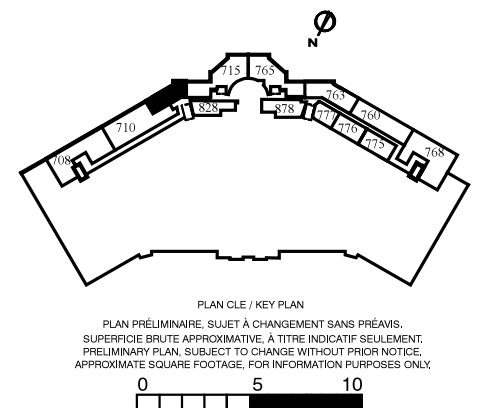 N
715 765
763
828 878
777 760
710 776
708 775 768
PLAN CLE / KEY PLAN
PLAN PRÉLIMINAIRE, SUJET À CHANGEMENT SANS PRÉAVIS.
SUPERFICIE BRUTE APPROXIMATIVE, À TITRE INDICATIF SEULEMENT.
PRELIMINARY PLAN, SUBJECT TO CHANGE WITHOUT PRIOR NOTICE.
APPROXIMATE SQUARE FOOTAGE, FOR INFORMATION PURPOSES ONLY.
0 5 10